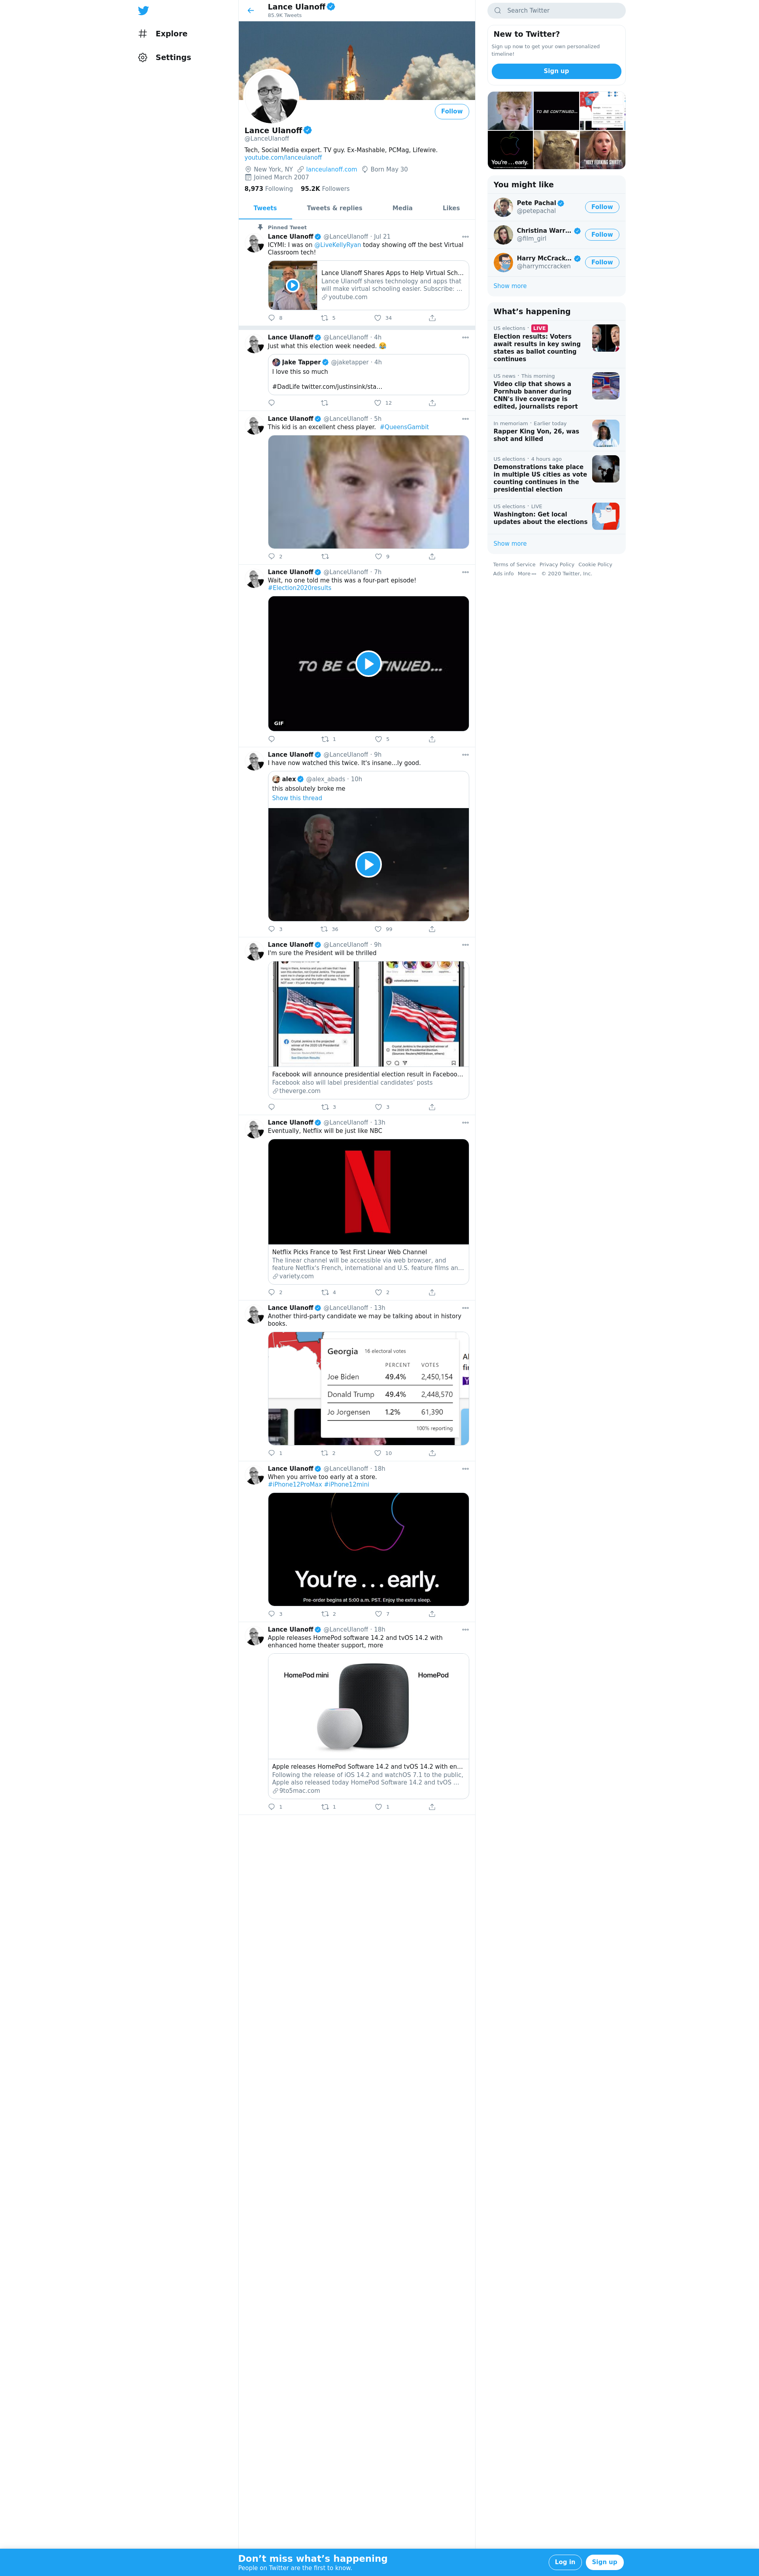 Explore
Settings
Lance Ulanoff
85.9K Tweets
Follow
Lance Ulanoff
@LanceUlanoff
Tech, Social Media expert. TV guy. Ex-Mashable, PCMag, Lifewire.
youtube.com/lanceulanoff
New York, NY lanceulanoff.com Born May 30
Joined March 2007
8,973 Following 95.2K Followers
Tweets Tweets & replies Media Likes
Pinned Tweet
Lance Ulanoff @LanceUlanoff · Jul 21
ICYMI: I was on @LiveKellyRyan today showing off the best Virtual
Classroom tech!
Lance Ulanoff Shares Apps to Help Virtual Sch...
Lance Ulanoff shares technology and apps that
will make virtual schooling easier. Subscribe: ...
youtube.com
8 5 34
Lance Ulanoff @LanceUlanoff · 4h
Just what this election week needed. 😂
Jake Tapper @jaketapper · 4h
I love this so much
#DadLife twitter.com/justinsink/sta…
12
Lance Ulanoff @LanceUlanoff · 5h
This kid is an excellent chess player. #QueensGambit
2 9
Lance Ulanoff @LanceUlanoff · 7h
Wait, no one told me this was a four-part episode!
#Election2020results
TO BE CONTINUED...
GIF
1 5
Lance Ulanoff @LanceUlanoff · 9h
I have now watched this twice. It's insane...ly good.
alex @alex_abads · 10h
this absolutely broke me
Show this thread
3 36 99
Lance Ulanoff @LanceUlanoff · 9h
I'm sure the President will be thrilled
Facebook will announce presidential election result in Faceboo...
Facebook also will label presidential candidates' posts
theverge.com
3 3
Lance Ulanoff @LanceUlanoff · 13h
Eventually, Netflix will be just like NBC
Netflix Picks France to Test First Linear Web Channel
The linear channel will be accessible via web browser, and
feature Netflix's French, international and U.S. feature films an...
variety.com
2 4 2
Lance Ulanoff @LanceUlanoff · 13h
Another third-party candidate we may be talking about in history
books.
Georgia 16 electoral votes
PERCENT VOTES
Joe Biden 49.4% 2,450,154
Donald Trump 49.4% 2,448,570
Jo Jorgensen 1.2% 61,390
100% reporting
1 2 10
Lance Ulanoff @LanceUlanoff · 18h
When you arrive too early at a store.
#iPhone12ProMax #iPhone12mini
You're . . . early.
Pre-order begins at 5:00 a.m. PST. Enjoy the extra sleep.
3 2 7
Lance Ulanoff @LanceUlanoff · 18h
Apple releases HomePod software 14.2 and tvOS 14.2 with
enhanced home theater support, more
HomePod mini HomePod
Apple releases HomePod Software 14.2 and tvOS 14.2 with en...
Following the release of iOS 14.2 and watchOS 7.1 to the public,
Apple also released today HomePod Software 14.2 and tvOS ...
9to5mac.com
1 1 1
Search Twitter
New to Twitter?
Sign up now to get your own personalized
timeline!
Sign up
TO BE CONTINUED...
You're . . . early.
You might like
Pete Pachal
@petepachal
Follow
Christina Warr...
@film_girl
Follow
Harry McCrack...
@harrymccracken
Follow
Show more
What's happening
US elections · LIVE
Election results: Voters
await results in key swing
states as ballot counting
continues
US news · This morning
Video clip that shows a
Pornhub banner during
CNN's live coverage is
edited, journalists report
In memoriam · Earlier today
Rapper King Von, 26, was
shot and killed
US elections · 4 hours ago
Demonstrations take place
in multiple US cities as vote
counting continues in the
presidential election
US elections · LIVE
Washington: Get local
updates about the elections
Show more
Terms of Service Privacy Policy Cookie Policy
Ads info More © 2020 Twitter, Inc.
Don't miss what's happening
People on Twitter are the first to know.
Log in Sign up